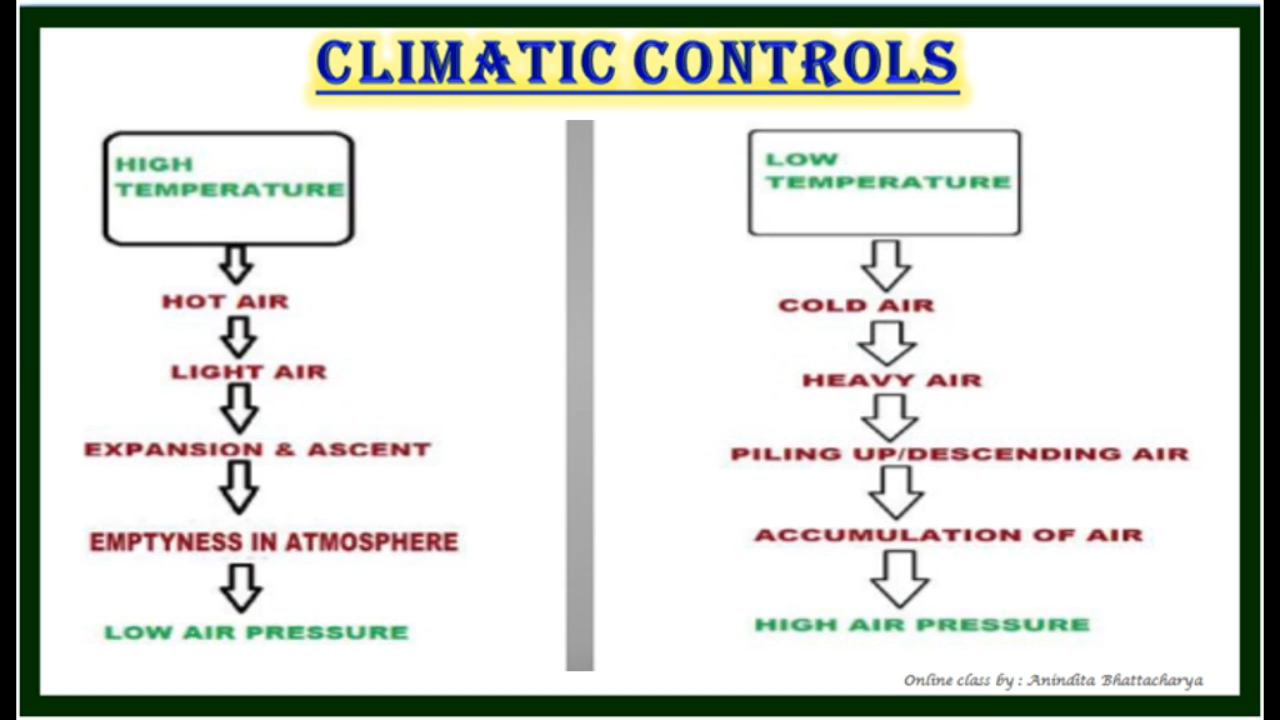 CLIMATIC CONTROLS
HIGH
TEMPERATURE
HOT AIR
LIGHT AIR
EXPANSION & ASCENT
EMPTYNESS IN ATMOSPHERE
LOW AIR PRESSURE
LOW
TEMPERATURE
COLD AIR
HEAVY AIR
PILING UP/DESCENDING AIR
ACCUMULATION OF AIR
HIGH AIR PRESSURE
Online class by : Anindita Bhattacharya